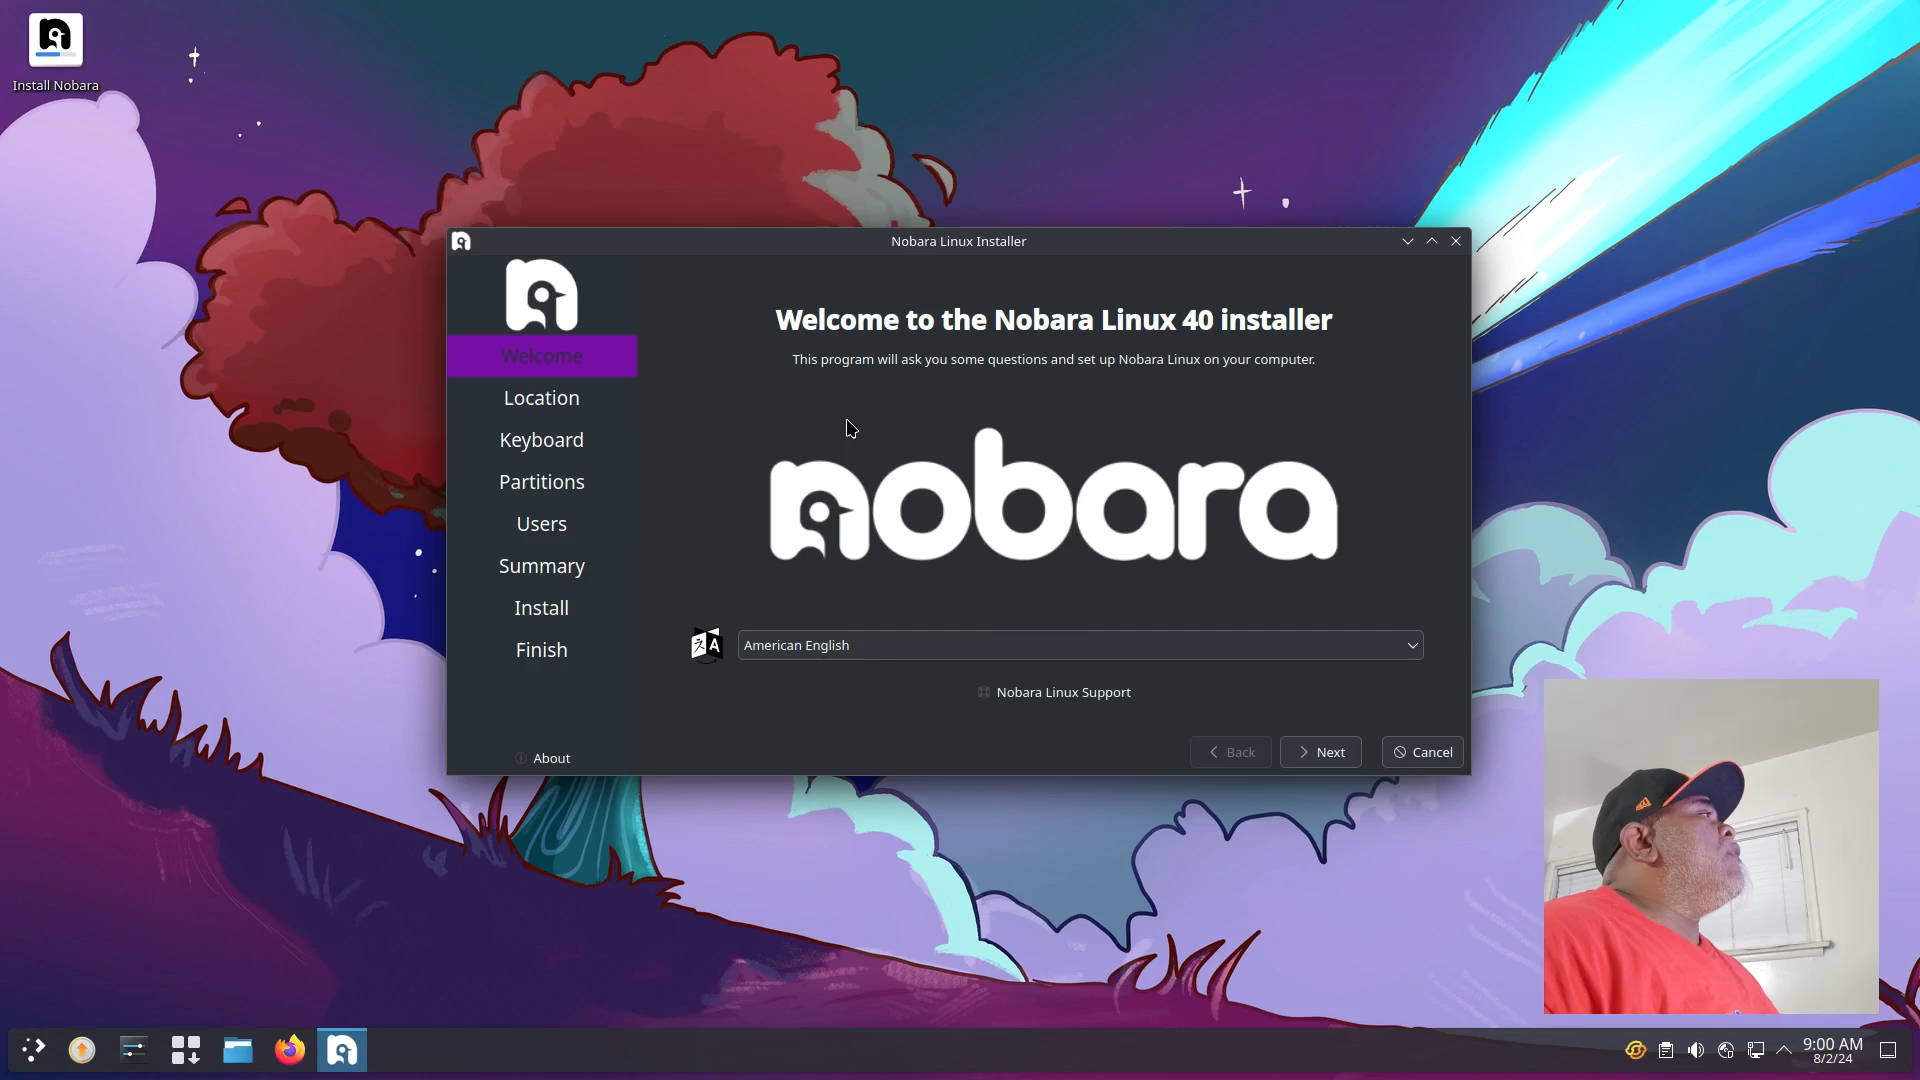 Install Nobara
Nobara Linux Installer
Welcome
Location
Keyboard
Partitions
Users
Summary
Install
Finish
About
Welcome to the Nobara Linux 40 installer
This program will ask you some questions and set up Nobara Linux on your computer.
nobara
American English
Nobara Linux Support
Back
Next
Cancel
9:00 AM
8/2/24